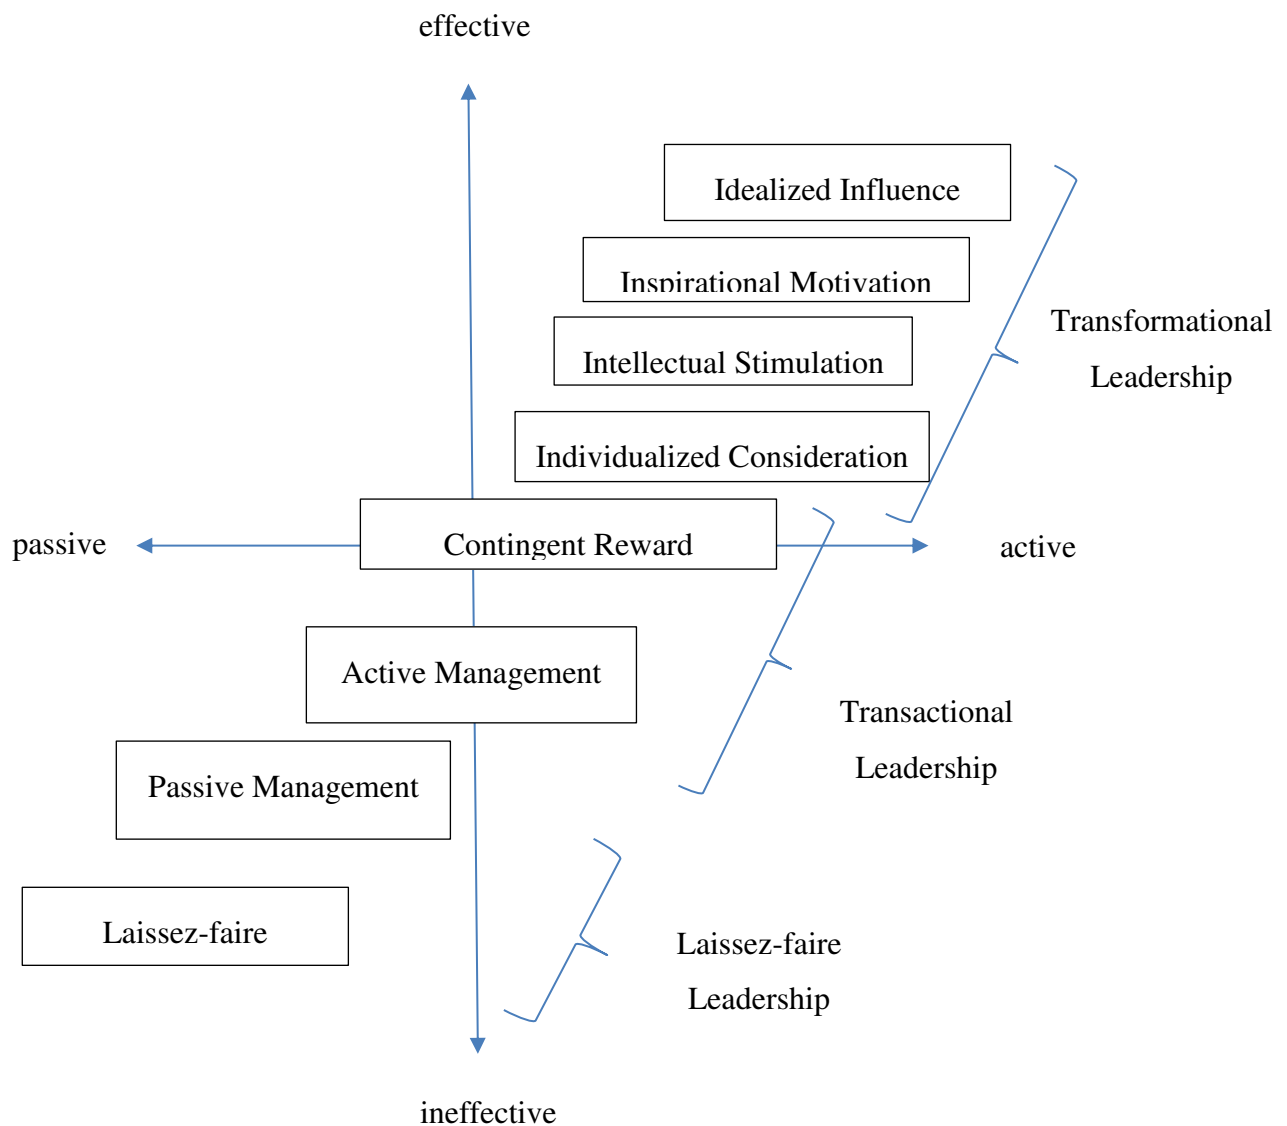 effective
Idealized Influence
Inspirational Motivation
Transformational
Leadership
Intellectual Stimulation
Individualized Consideration
passive
Contingent Reward
active
Active Management
Transactional
Leadership
Passive Management
Laissez-faire
Laissez-faire
Leadership
ineffective